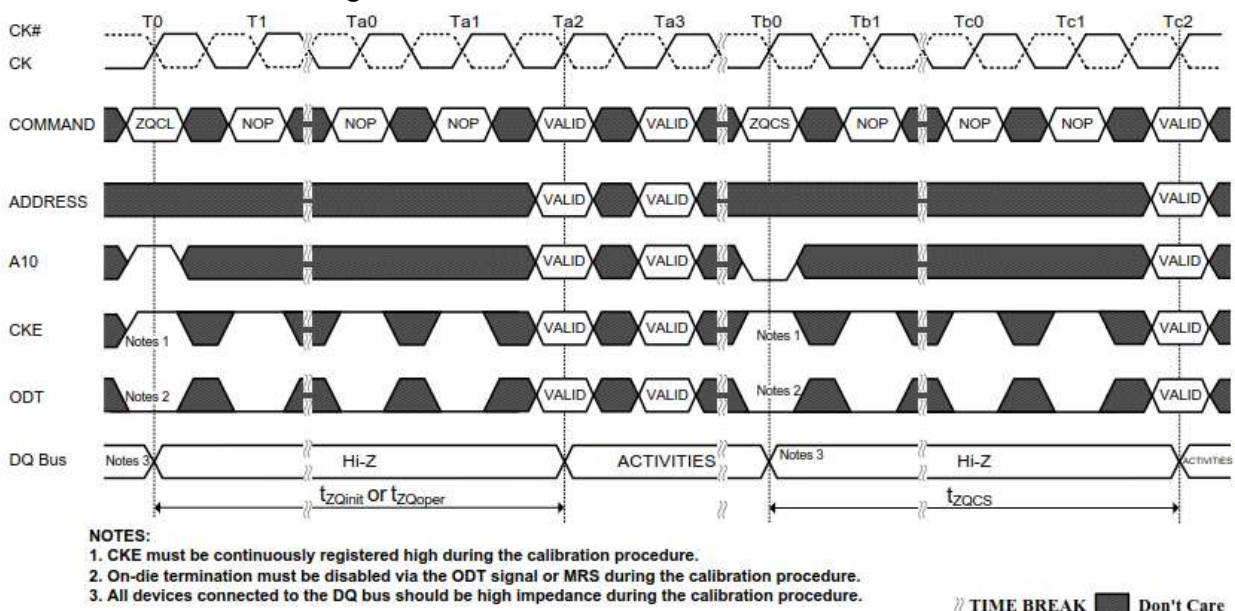 T0 T1 Ta0 Ta1 Ta2 Ta3 Tb0 Tb1 Tc0 Tc1 Tc2
CK#
CK
COMMAND ZQCL NOP NOP NOP VALID VALID ZQCS NOP NOP NOP VALID
ADDRESS VALID VALID VALID
A10 VALID VALID VALID
CKE Notes 1 VALID VALID Notes 1 VALID
ODT Notes 2 VALID VALID Notes 2 VALID
DQ Bus Notes 3 Hi-Z ACTIVITIES Notes 3 Hi-Z ACTIVITIES
tZQinit or tZQoper tZQCS
NOTES:
1. CKE must be continuously registered high during the calibration procedure.
2. On-die termination must be disabled via the ODT signal or MRS during the calibration procedure.
3. All devices connected to the DQ bus should be high impedance during the calibration procedure.
TIME BREAK Don't Care